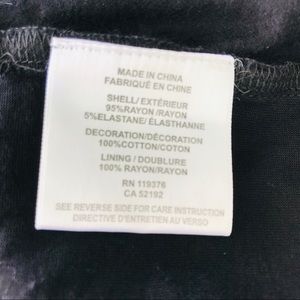 MADE IN CHINA
FABRIQUÉ EN CHINE
SHELL/ EXTÉRIEUR
95%RAYON/RAYON
5%ELASTANE/ ÉLASTHANNE
DECORATION/DÉCORATION
100%COTTON/COTON
LINING / DOUBLURE
100% RAYON/RAYON
RN 119376
CA 52192
SEE REVERSE SIDE FOR CARE INSTRUCTION
DIRECTIVE D'ENTRETIEN AU VERSO